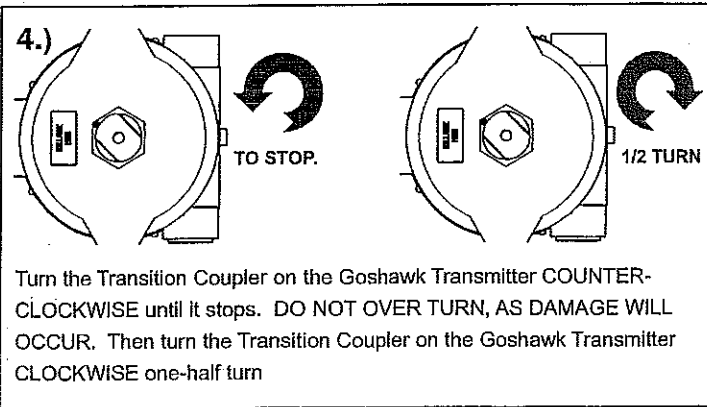 4.)
TO STOP.
1/2 TURN
Turn the Transition Coupler on the Goshawk Transmitter COUNTER-
CLOCKWISE until it stops. DO NOT OVER TURN, AS DAMAGE WILL
OCCUR. Then turn the Transition Coupler on the Goshawk Transmitter
CLOCKWISE one-half turn